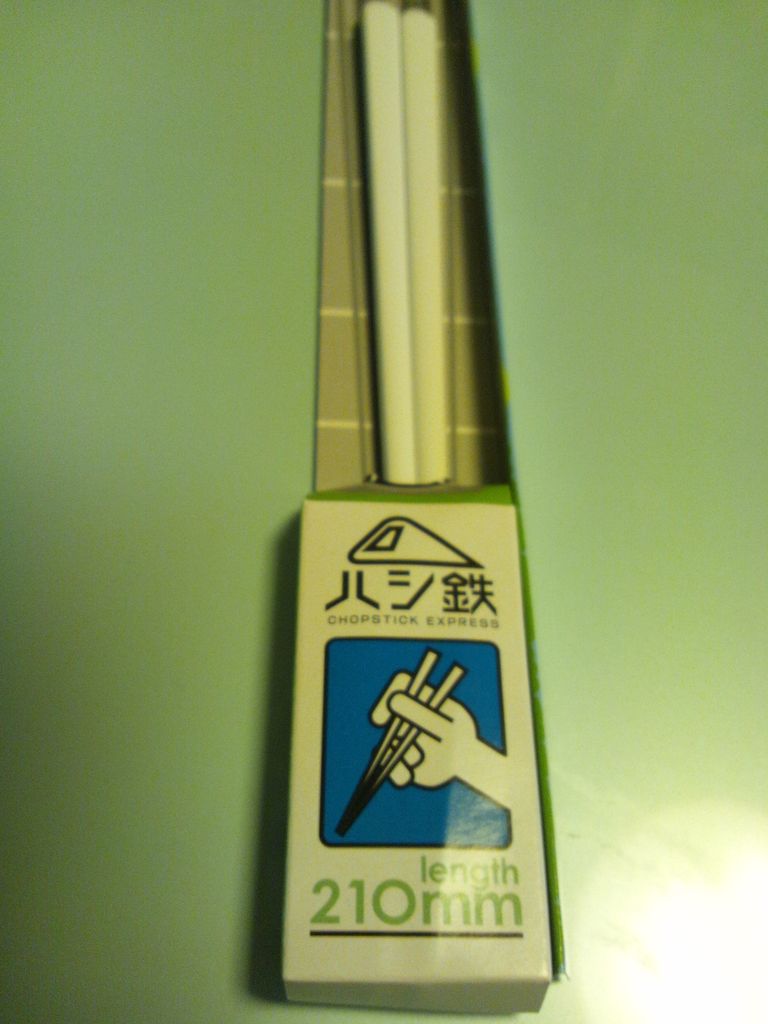 ハシ鉄
CHOPSTICK EXPRESS
length
210mm